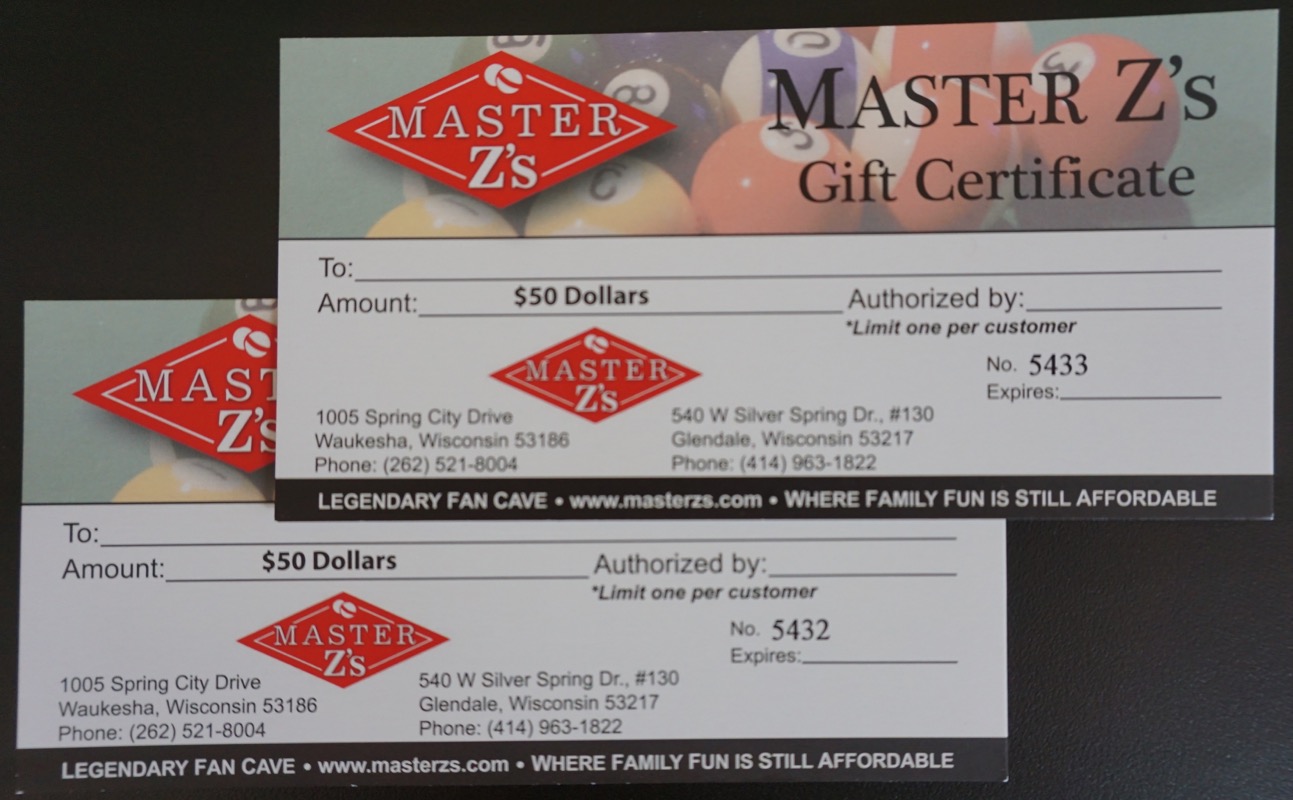 MASTER
Z's
MASTER Z's
Gift Certificate
To:
Amount: $50 Dollars Authorized by:
*Limit one per customer
No. 5433
Expires:
MASTER
Z's
1005 Spring City Drive
Waukesha, Wisconsin 53186
Phone: (262) 521-8004
540 W Silver Spring Dr., #130
Glendale, Wisconsin 53217
Phone: (414) 963-1822
LEGENDARY FAN CAVE • www.masterzs.com • WHERE FAMILY FUN IS STILL AFFORDABLE
MAST
Z's
To:
Amount: $50 Dollars Authorized by:
*Limit one per customer
No. 5432
Expires:
MASTER
Z's
1005 Spring City Drive
Waukesha, Wisconsin 53186
Phone: (262) 521-8004
540 W Silver Spring Dr., #130
Glendale, Wisconsin 53217
Phone: (414) 963-1822
LEGENDARY FAN CAVE • www.masterzs.com • WHERE FAMILY FUN IS STILL AFFORDABLE